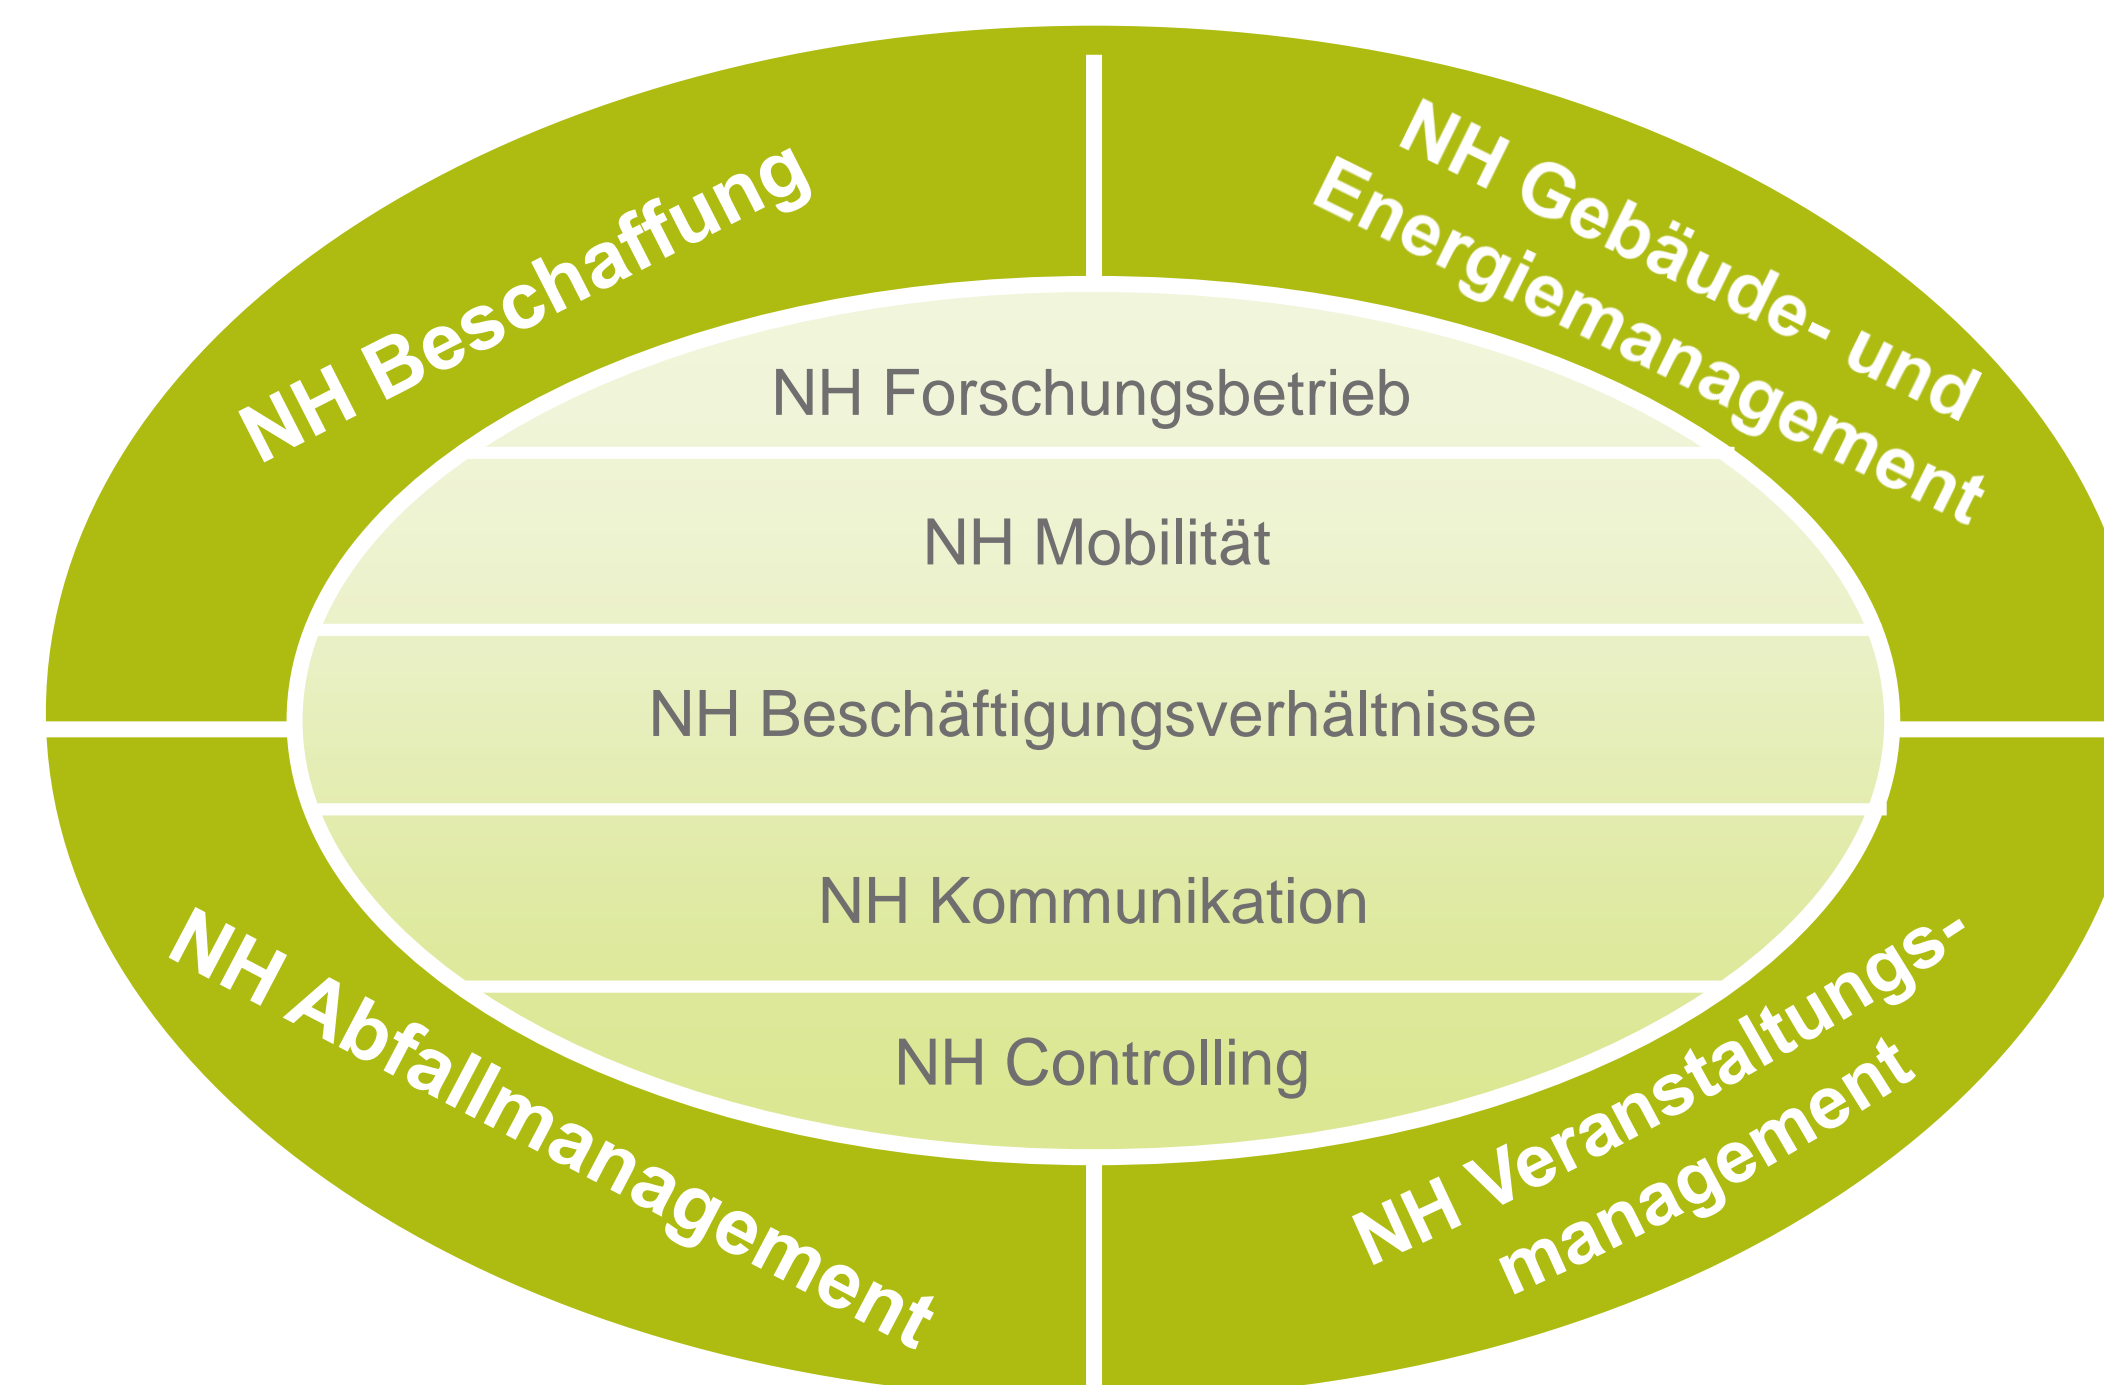 NH Beschaffung
NH Gebäude- und
Energiemanagement
NH Forschungsbetrieb
NH Mobilität
NH Beschäftigungsverhältnisse
NH Kommunikation
NH Controlling
NH Abfallmanagement
NH Veranstaltungs-
management